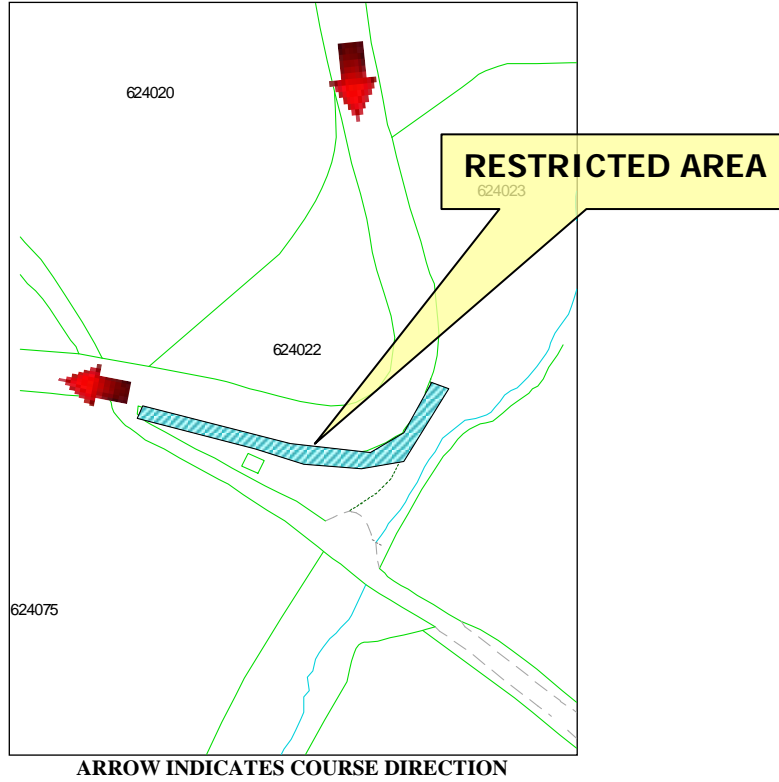 624020
RESTRICTED AREA
624023
624022
624075
ARROW INDICATES COURSE DIRECTION